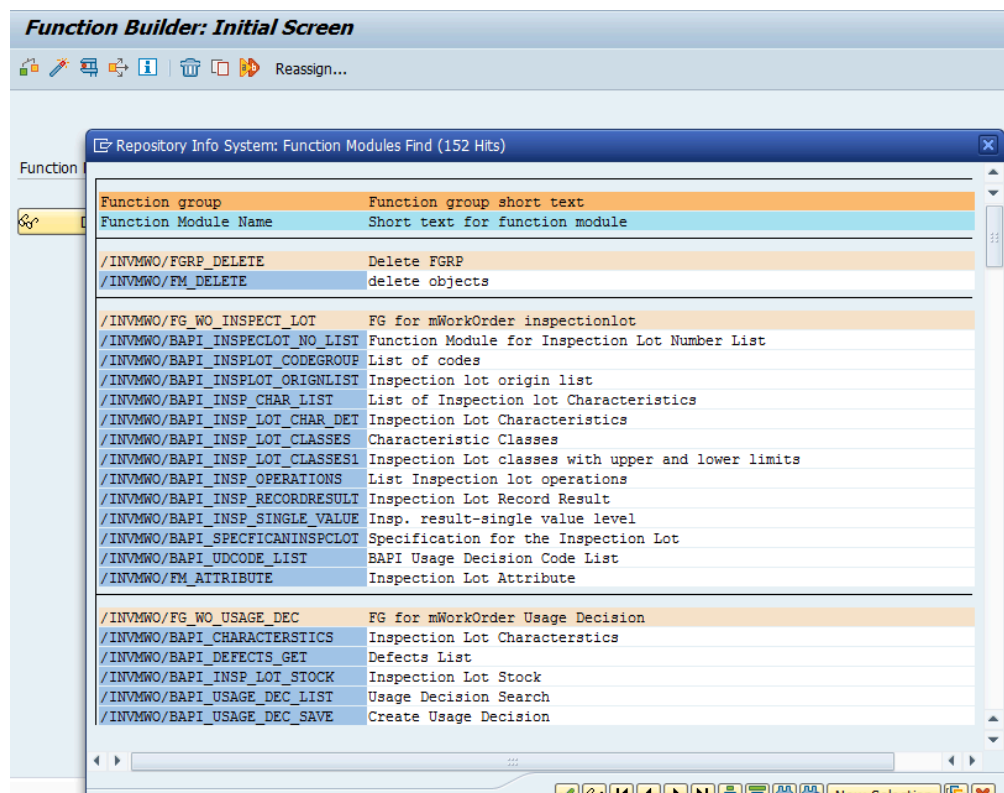 Function Builder: Initial Screen
Reassign...
Repository Info System: Function Modules Find (152 Hits)
Function
Function group Function group short text
Function Module Name Short text for function module
/INVMWO/FGRP_DELETE Delete FGRP
/INVMWO/FM_DELETE delete objects
/INVMWO/FG_WO_INSPECT_LOT FG for mWorkOrder inspectionlot
/INVMWO/BAPI_INSPECLOT_NO_LIST Function Module for Inspection Lot Number List
/INVMWO/BAPI_INSPLOT_CODEGROUP List of codes
/INVMWO/BAPI_INSPLOT_ORIGNLIST Inspection lot origin list
/INVMWO/BAPI_INSP_CHAR_LIST List of Inspection lot Characteristics
/INVMWO/BAPI_INSP_LOT_CHAR_DET Inspection Lot Characteristics
/INVMWO/BAPI_INSP_LOT_CLASSES Characteristic Classes
/INVMWO/BAPI_INSP_LOT_CLASSES1 Inspection Lot classes with upper and lower limits
/INVMWO/BAPI_INSP_OPERATIONS List Inspection lot operations
/INVMWO/BAPI_INSP_RECORDRESULT Inspection Lot Record Result
/INVMWO/BAPI_INSP_SINGLE_VALUE Insp. result-single value level
/INVMWO/BAPI_SPECFICANINSPCLOT Specification for the Inspection Lot
/INVMWO/BAPI_UDCODE_LIST BAPI Usage Decision Code List
/INVMWO/FM_ATTRIBUTE Inspection Lot Attribute
/INVMWO/FG_WO_USAGE_DEC FG for mWorkOrder Usage Decision
/INVMWO/BAPI_CHARACTERSTICS Inspection Lot Characterstics
/INVMWO/BAPI_DEFECTS_GET Defects List
/INVMWO/BAPI_INSP_LOT_STOCK Inspection Lot Stock
/INVMWO/BAPI_USAGE_DEC_LIST Usage Decision Search
/INVMWO/BAPI_USAGE_DEC_SAVE Create Usage Decision